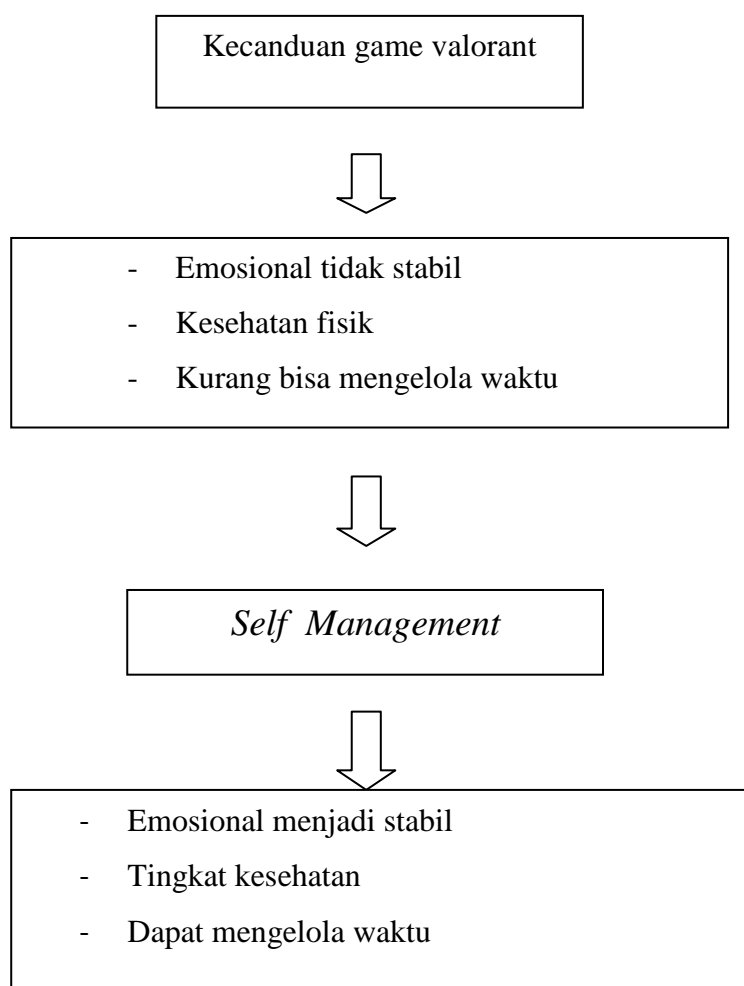 Kecanduan game valorant
- Emosional tidak stabil
- Kesehatan fisik
- Kurang bisa mengelola waktu
Self Management
- Emosional menjadi stabil
- Tingkat kesehatan
- Dapat mengelola waktu